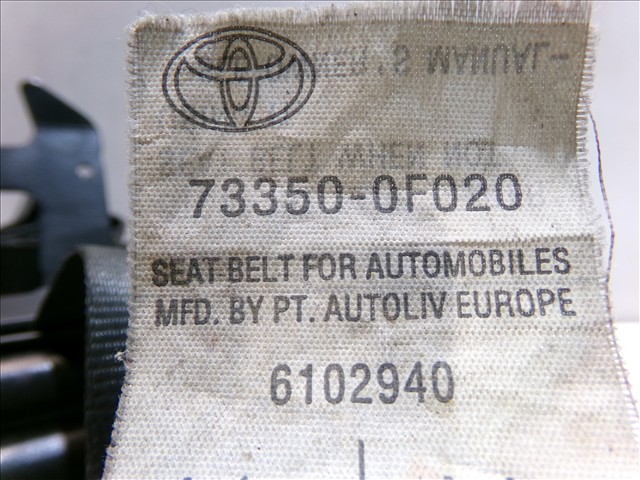 73350-0F020
SEAT BELT FOR AUTOMOBILES
MFD. BY PT. AUTOLIV EUROPE
6102940